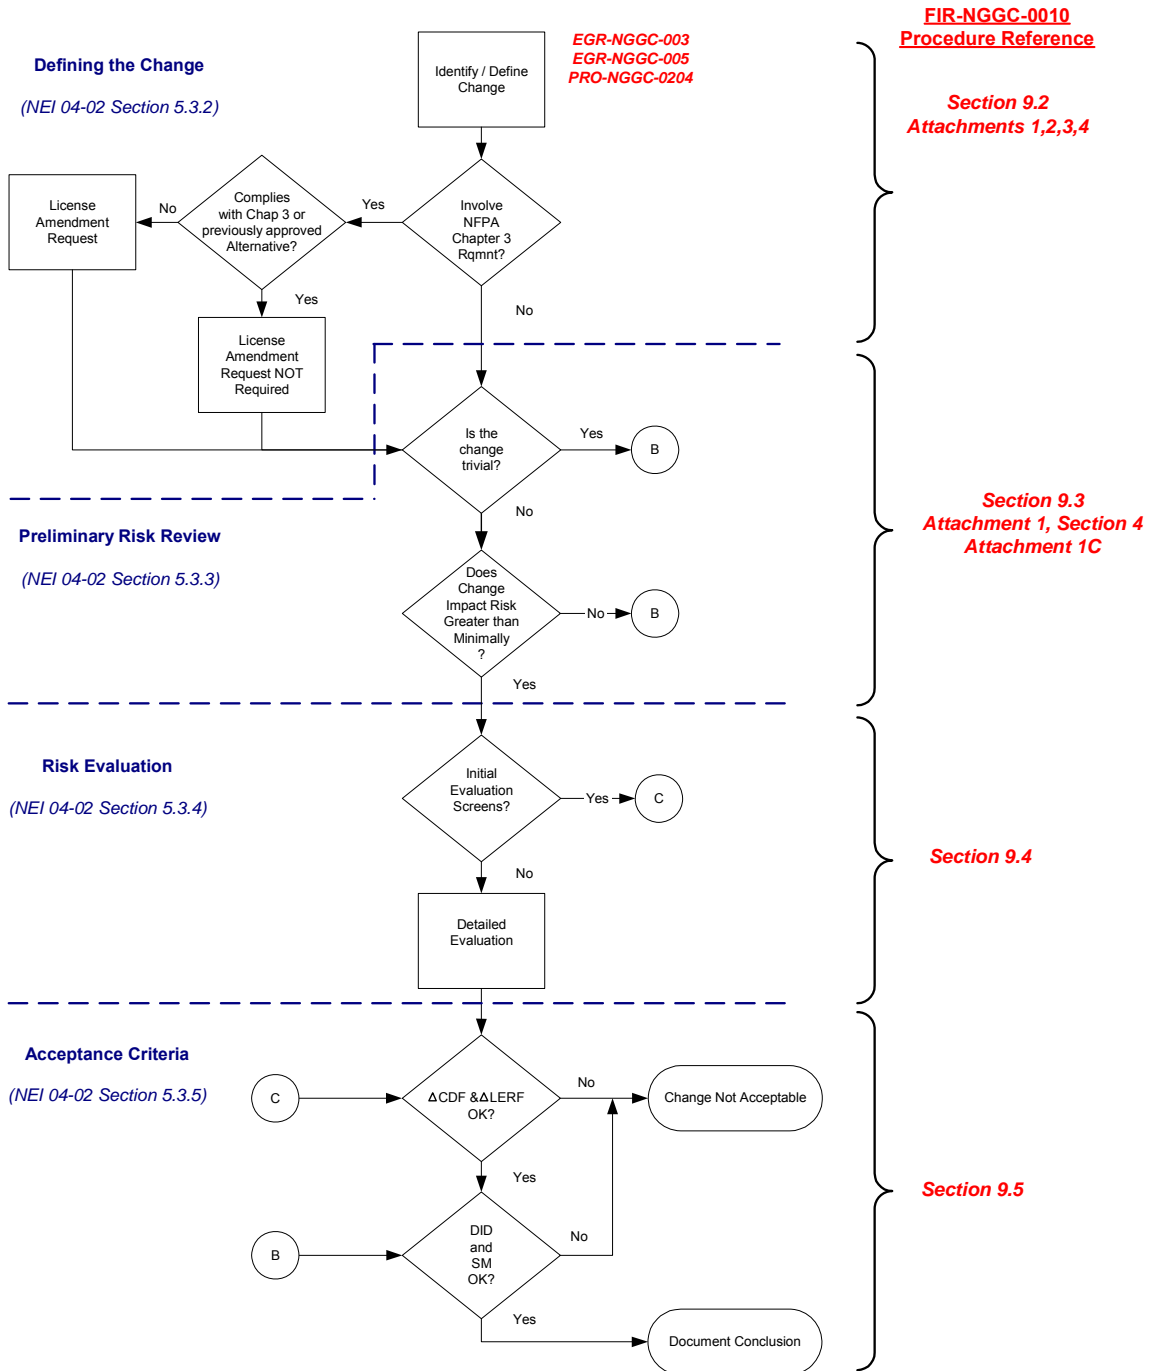 FIR-NGGC-0010
Procedure Reference
EGR-NGGC-003
EGR-NGGC-005
PRO-NGGC-0204
Defining the Change
(NEI 04-02 Section 5.3.2)
Identify / Define
Change
Section 9.2
Attachments 1,2,3,4
License
Amendment
Request
No
Complies
with Chap 3 or
previously approved
Alternative?
Yes
Involve
NFPA
Chapter 3
Rqmnt?
Yes
No
License
Amendment
Request NOT
Required
Is the
change
trivial?
Yes
B
No
Preliminary Risk Review
(NEI 04-02 Section 5.3.3)
Section 9.3
Attachment 1, Section 4
Attachment 1C
Does
Change
Impact Risk
Greater than
Minimally
?
No
B
Yes
Risk Evaluation
(NEI 04-02 Section 5.3.4)
Initial
Evaluation
Screens?
Yes
C
No
Section 9.4
Detailed
Evaluation
Acceptance Criteria
(NEI 04-02 Section 5.3.5)
C
ΔCDF &ΔLERF
OK?
No
Change Not Acceptable
Yes
Section 9.5
B
DID
and
SM
OK?
No
Yes
Document Conclusion